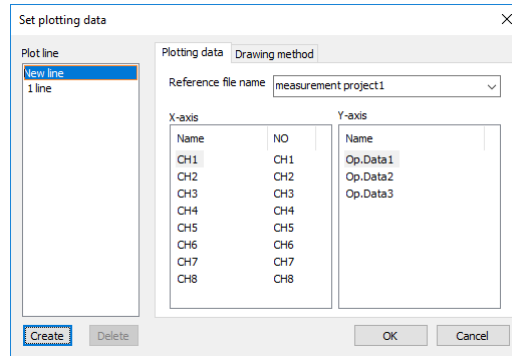 Set plotting data
Plot line
New line
1 line
Plotting data
Drawing method
Reference file name
measurement project1
X-axis
Name NO
CH1 CH1
CH2 CH2
CH3 CH3
CH4 CH4
CH5 CH5
CH6 CH6
CH7 CH7
CH8 CH8
Y-axis
Name
Op.Data1
Op.Data2
Op.Data3
Create
Delete
OK
Cancel